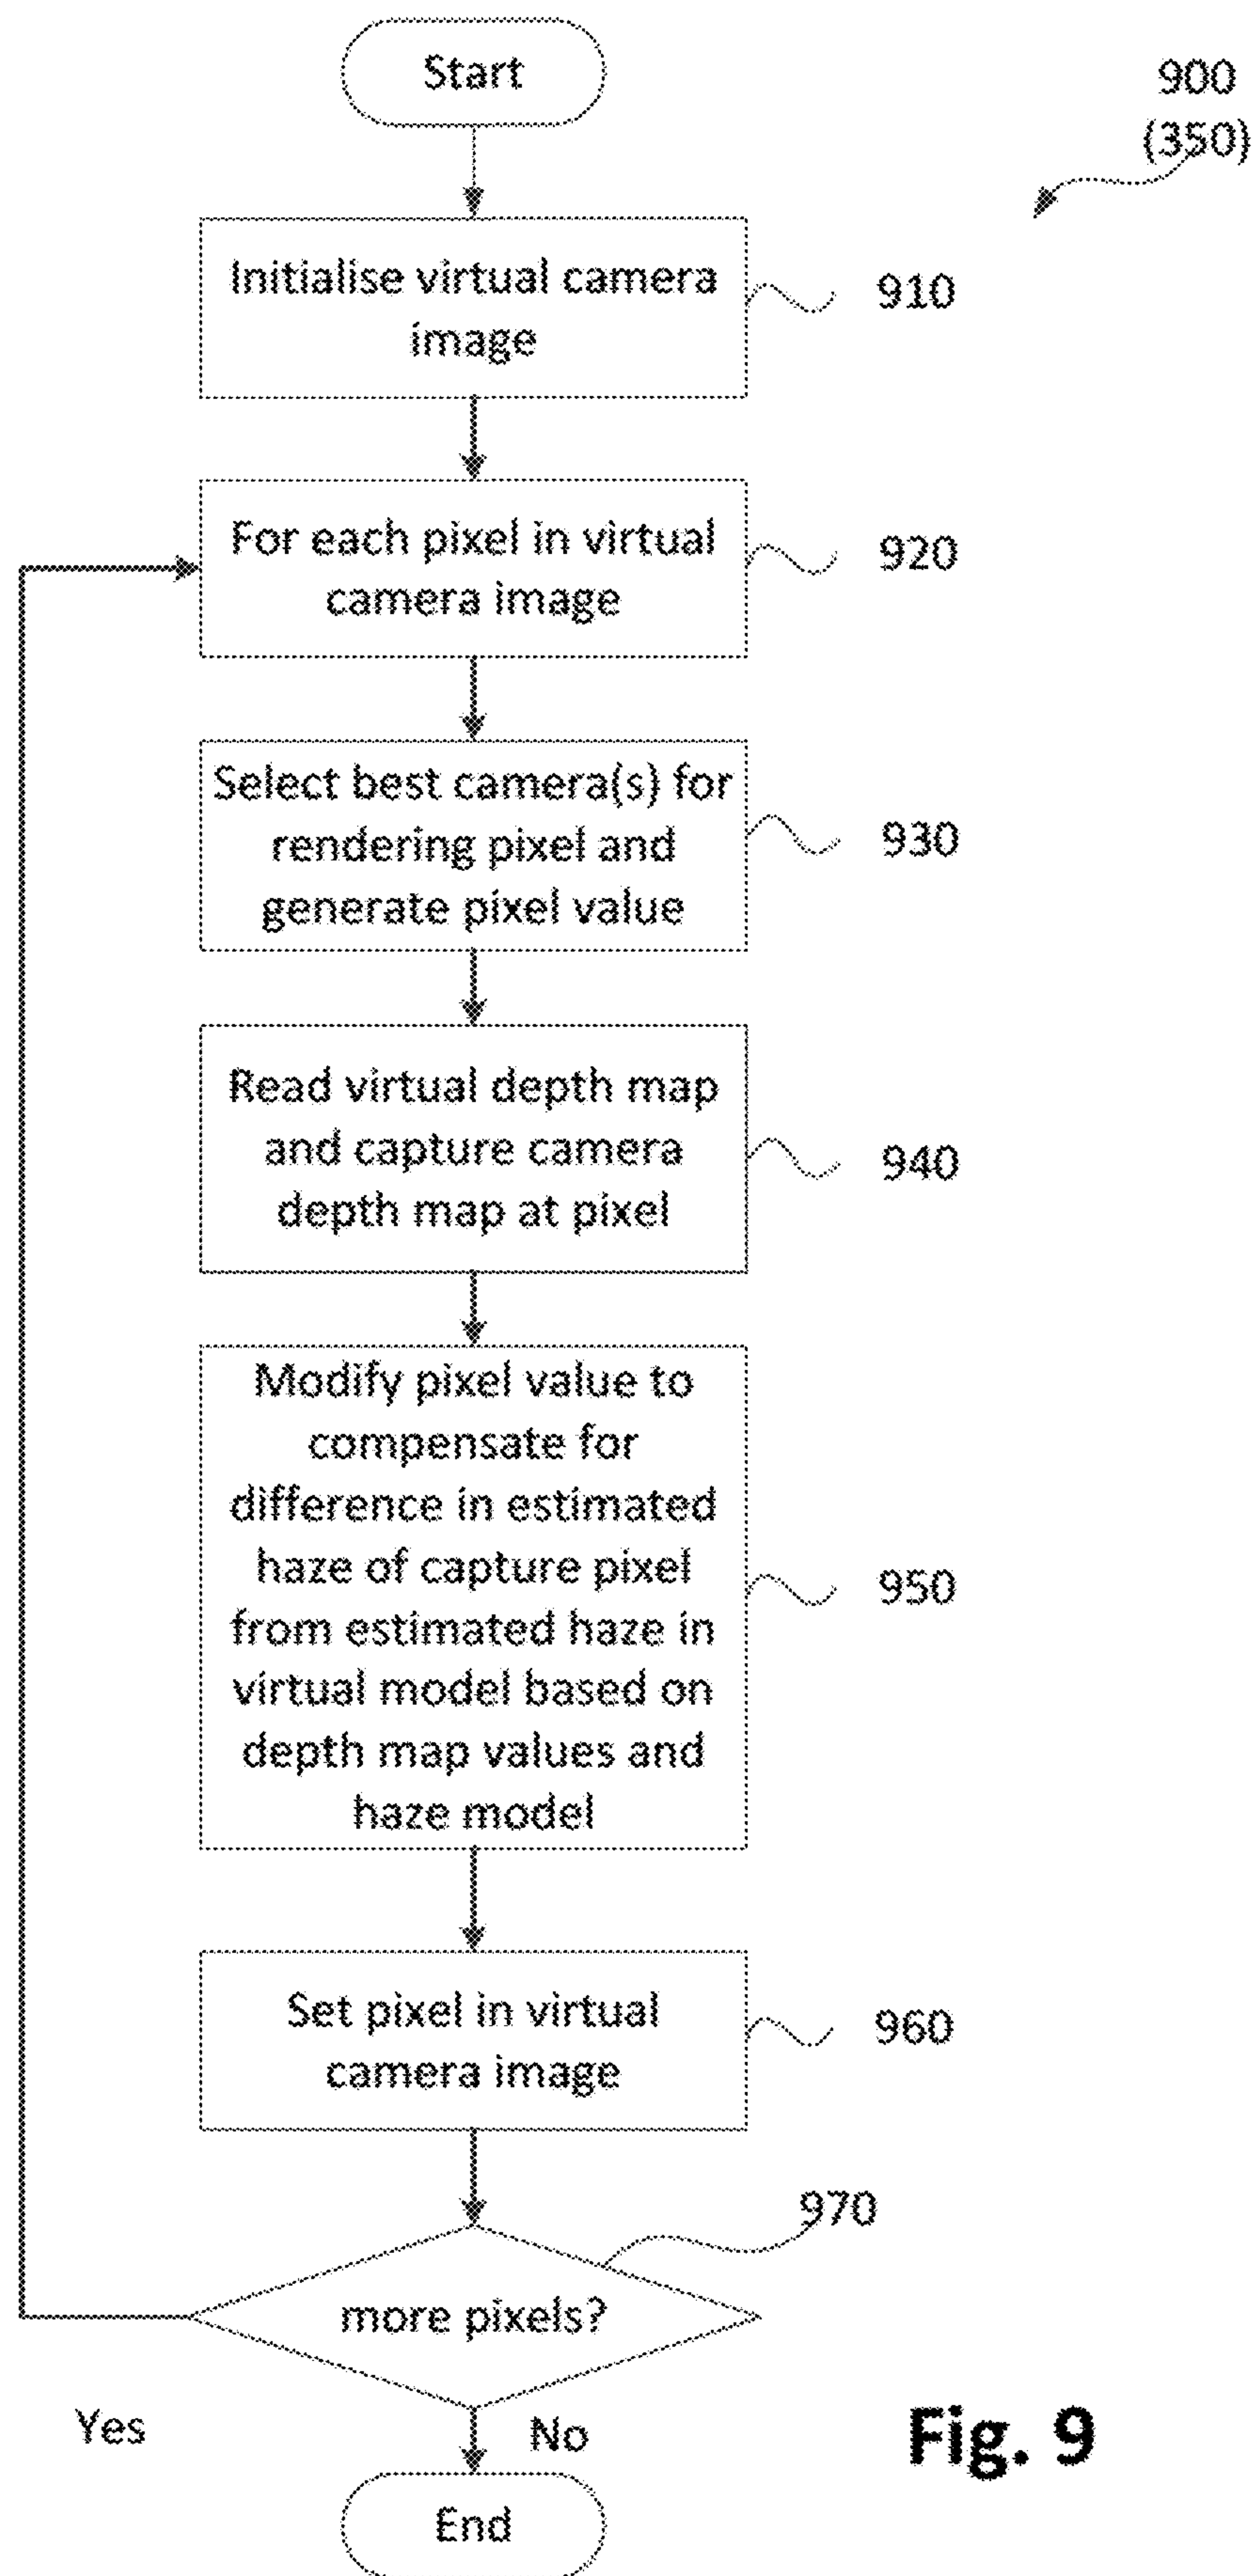 Start
900
(350)
Initialise virtual camera
image
910
For each pixel in virtual
camera image
920
Select best camera(s) for
rendering pixel and
generate pixel value
930
Read virtual depth map
and capture camera
depth map at pixel
940
Modify pixel value to
compensate for
difference in estimated
haze of capture pixel
from estimated haze in
virtual model based on
depth map values and
haze model
950
Set pixel in virtual
camera image
960
970
more pixels?
Yes
No
Fig. 9
End